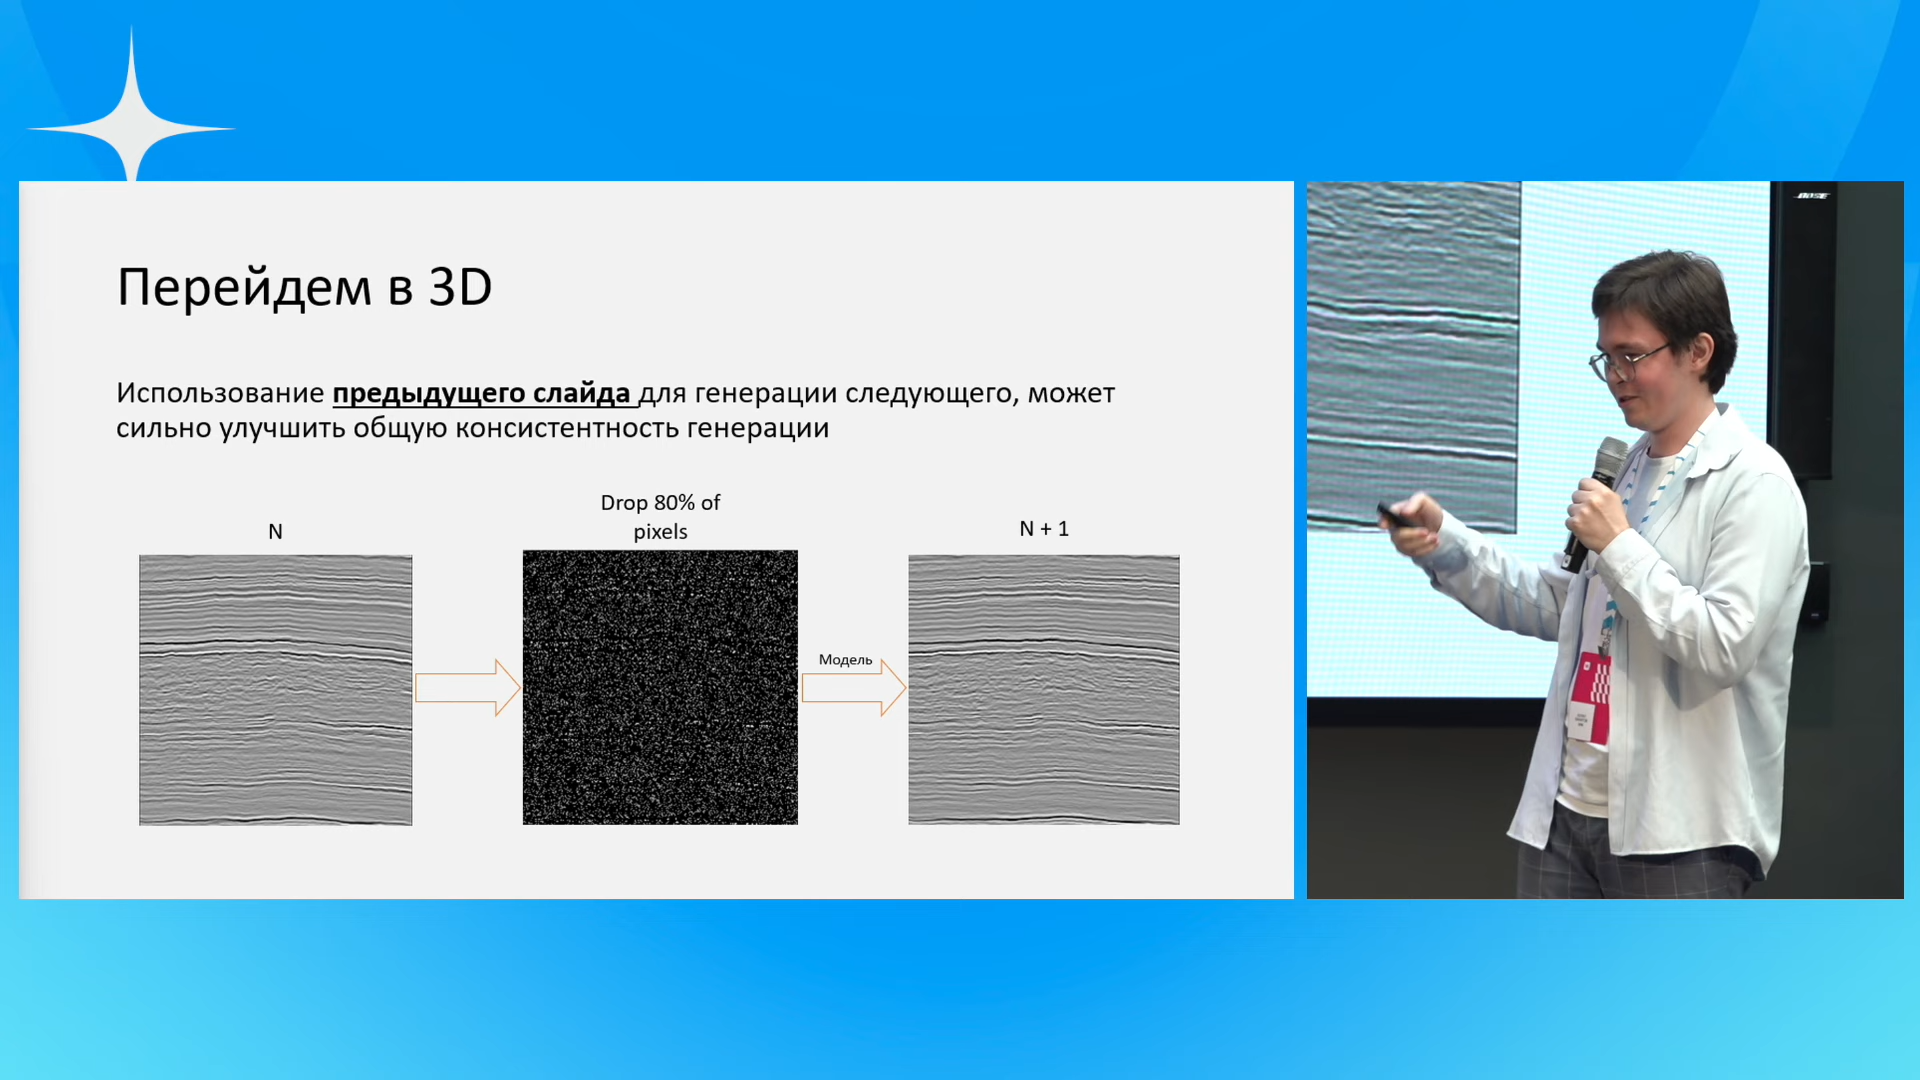 Перейдем в 3D
Использование предыдущего слайда для генерации следующего, может
сильно улучшить общую консистентность генерации
N
Drop 80% of
pixels
N + 1
Модель
BOSE